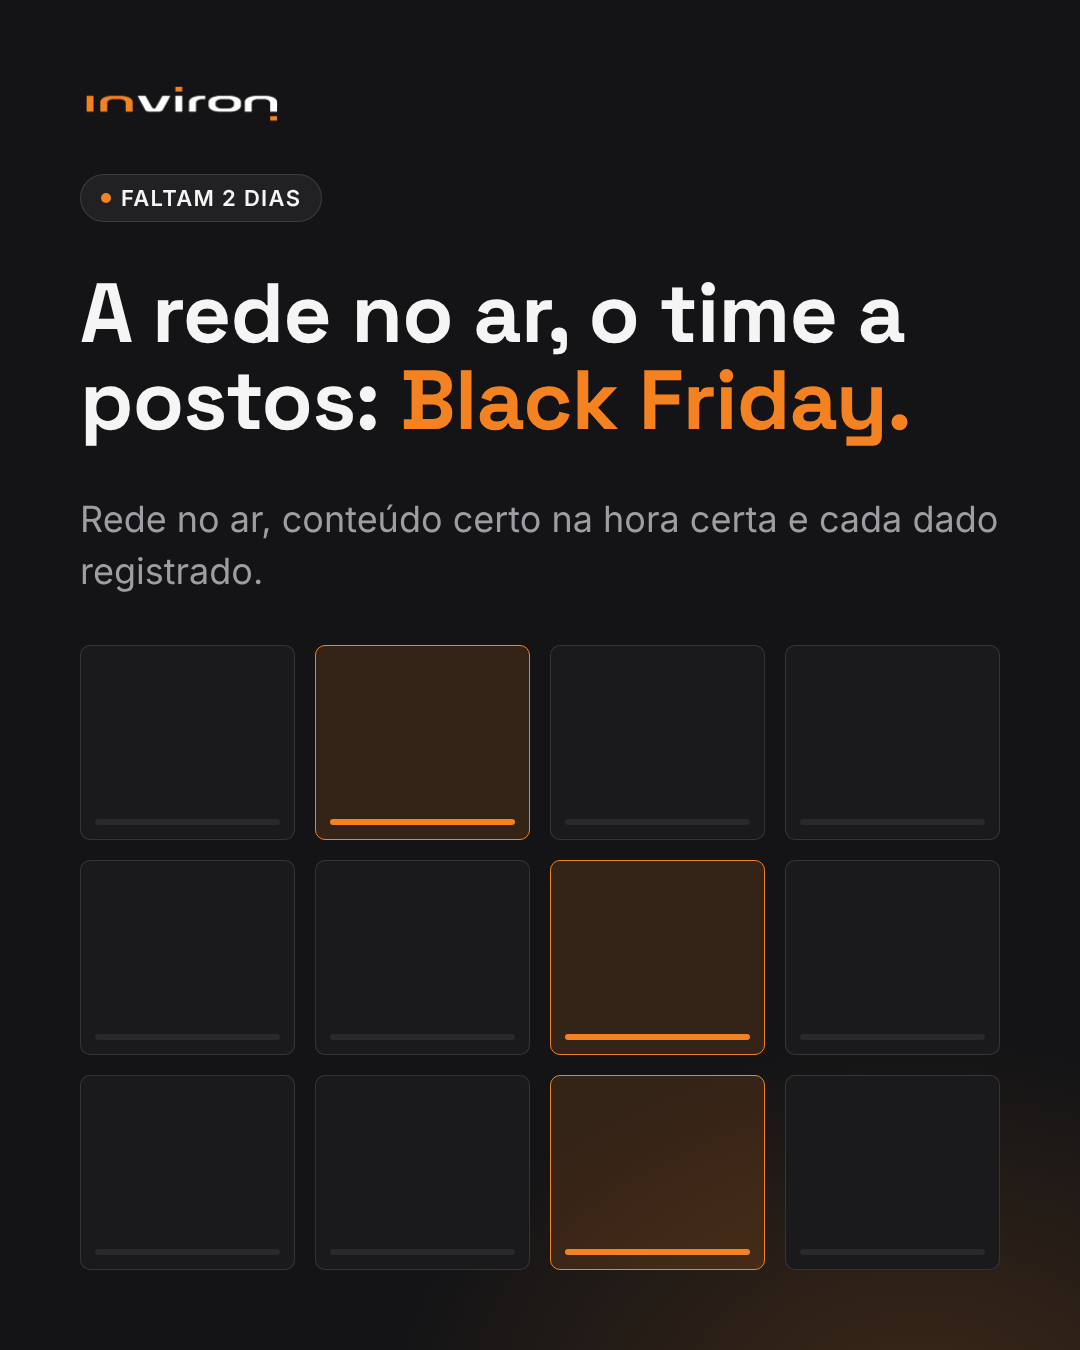 inviron
FALTAM 2 DIAS
A rede no ar, o time a
postos: Black Friday.
Rede no ar, conteúdo certo na hora certa e cada dado
registrado.